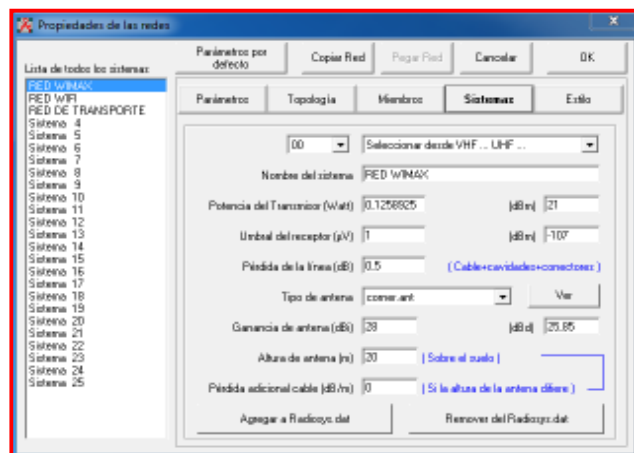 Propiedades de las redes
X
Lista de todos los sistemas
Parámetros por defecto
Copiar Red
Pegar Red
Cancelar
OK
RED WIMAX
RED WIFI
RED DE TRANSPORTE
Sistema 4
Sistema 5
Sistema 6
Sistema 7
Sistema 8
Sistema 9
Sistema 10
Sistema 11
Sistema 12
Sistema 13
Sistema 14
Sistema 15
Sistema 16
Sistema 17
Sistema 18
Sistema 19
Sistema 20
Sistema 21
Sistema 22
Sistema 23
Sistema 24
Sistema 25
Parámetros
Topología
Miembros
Sistemas
Estilo
00
Seleccionar desde VHF ... UHF ...
Nombre del sistema RED WIMAX
Potencia del Transmisor (Watt) 0.1258925 (dBm) 21
Umbral del receptor (µV) 1 (dBm) -107
Pérdida de la línea (dB) 0.5 ( Cable+cavidades+conectores )
Tipo de antena corner.ant Ver
Ganancia de antena (dBi) 28 (dBd) 25.85
Altura de antena (m) 20 ( Sobre el suelo )
Pérdida adicional cable (dB/m) 0 ( Si la altura de la antena difiere )
Agregar a Radiosys.dat
Remover del Radiosys.dat